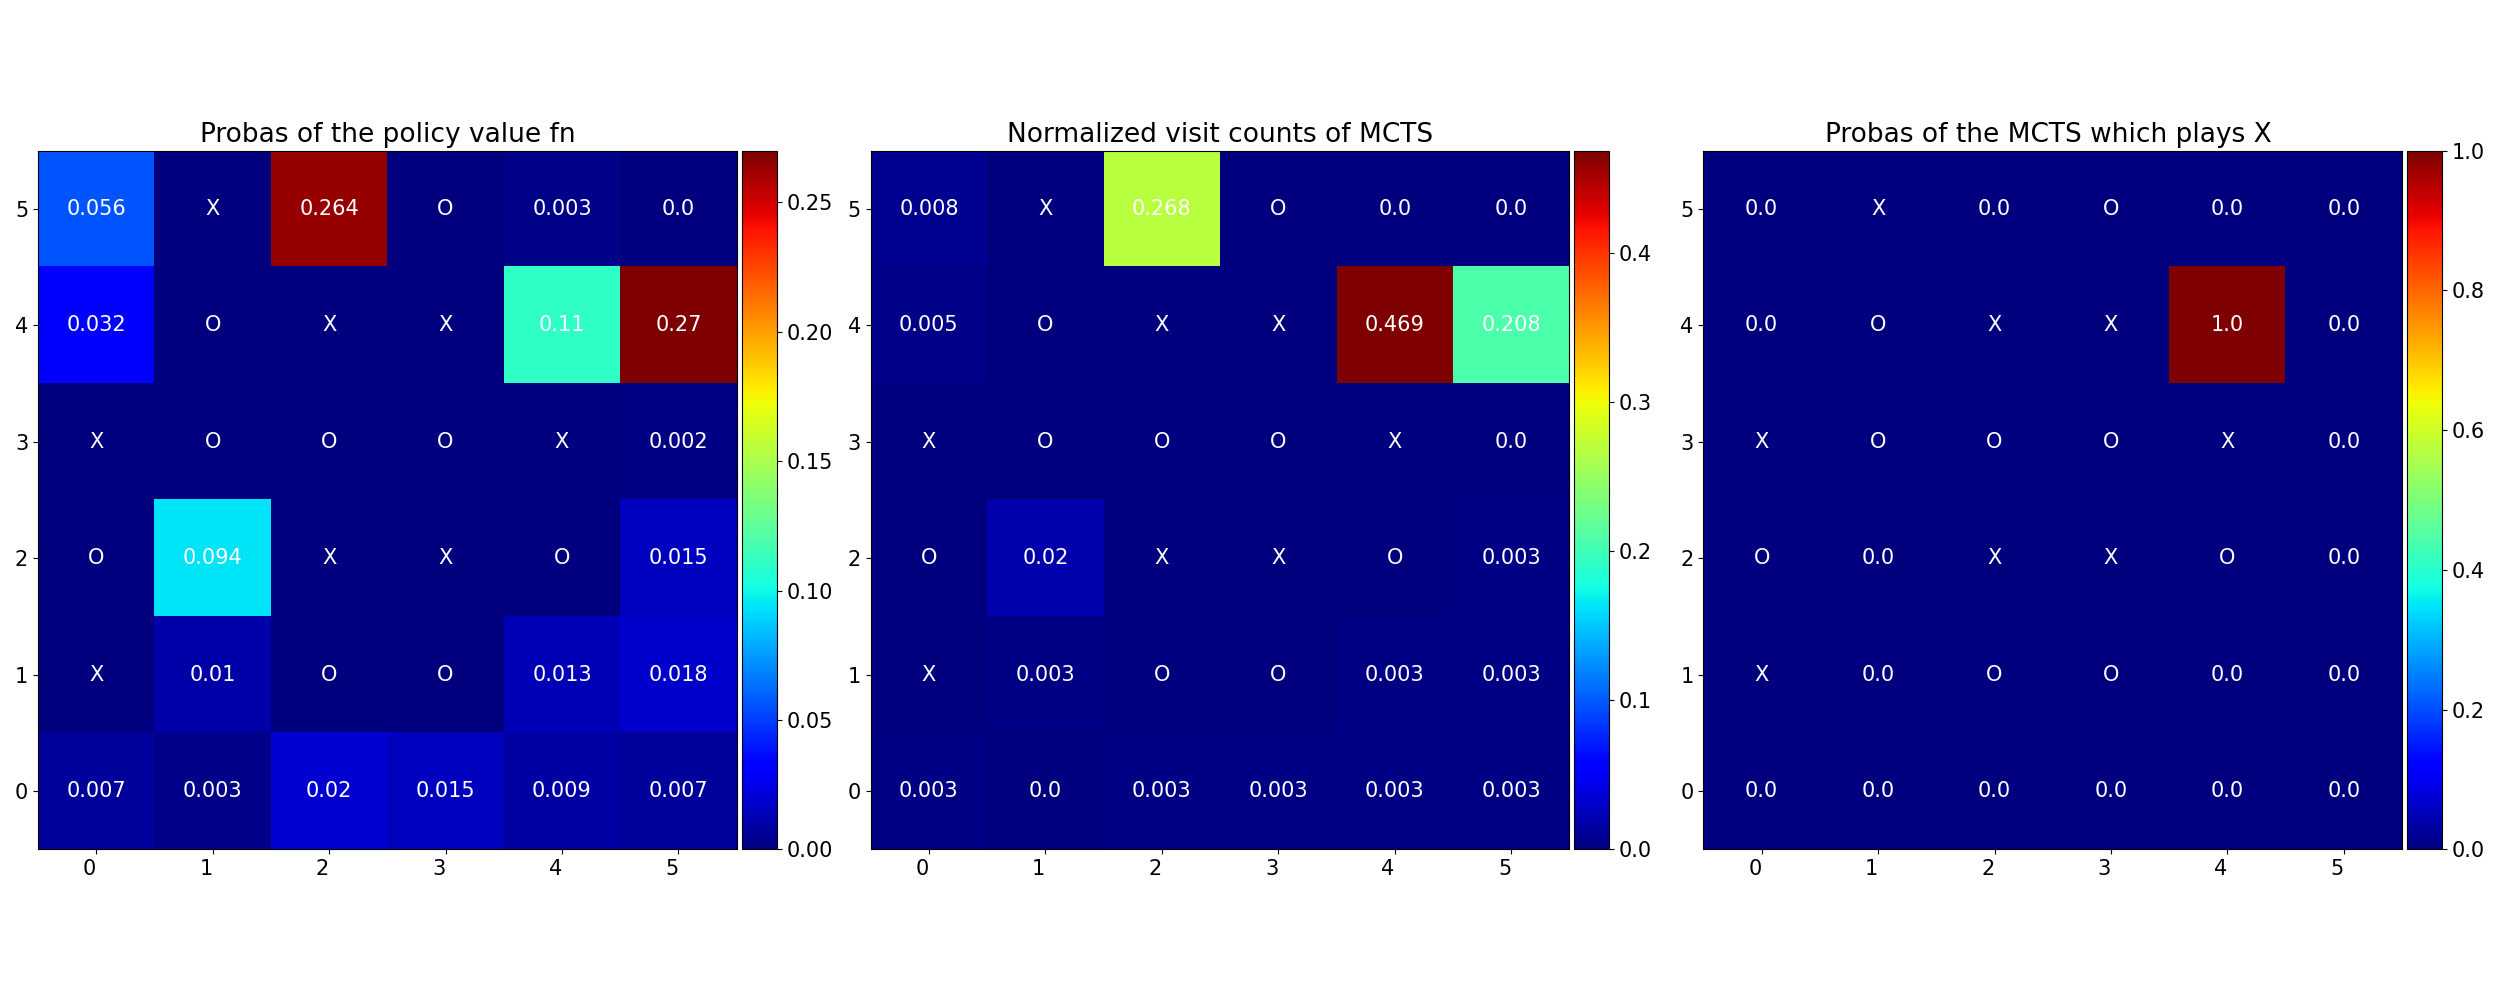 Probas of the policy value fn
5 0.056 X 0.264 O 0.003 0.0
4 0.032 O X X 0.11 0.27
3 X O O O X 0.002
2 O 0.094 X X O 0.015
1 X 0.01 O O 0.013 0.018
0 0.007 0.003 0.02 0.015 0.009 0.007
0 1 2 3 4 5
0.25
0.20
0.15
0.10
0.05
0.00
Normalized visit counts of MCTS
5 0.008 X 0.268 O 0.0 0.0
4 0.005 O X X 0.469 0.208
3 X O O O X 0.0
2 O 0.02 X X O 0.003
1 X 0.003 O O 0.003 0.003
0 0.003 0.0 0.003 0.003 0.003 0.003
0 1 2 3 4 5
0.4
0.3
0.2
0.1
0.0
Probas of the MCTS which plays X
5 0.0 X 0.0 O 0.0 0.0
4 0.0 O X X 1.0 0.0
3 X O O O X 0.0
2 O 0.0 X X O 0.0
1 X 0.0 O O 0.0 0.0
0 0.0 0.0 0.0 0.0 0.0 0.0
0 1 2 3 4 5
1.0
0.8
0.6
0.4
0.2
0.0